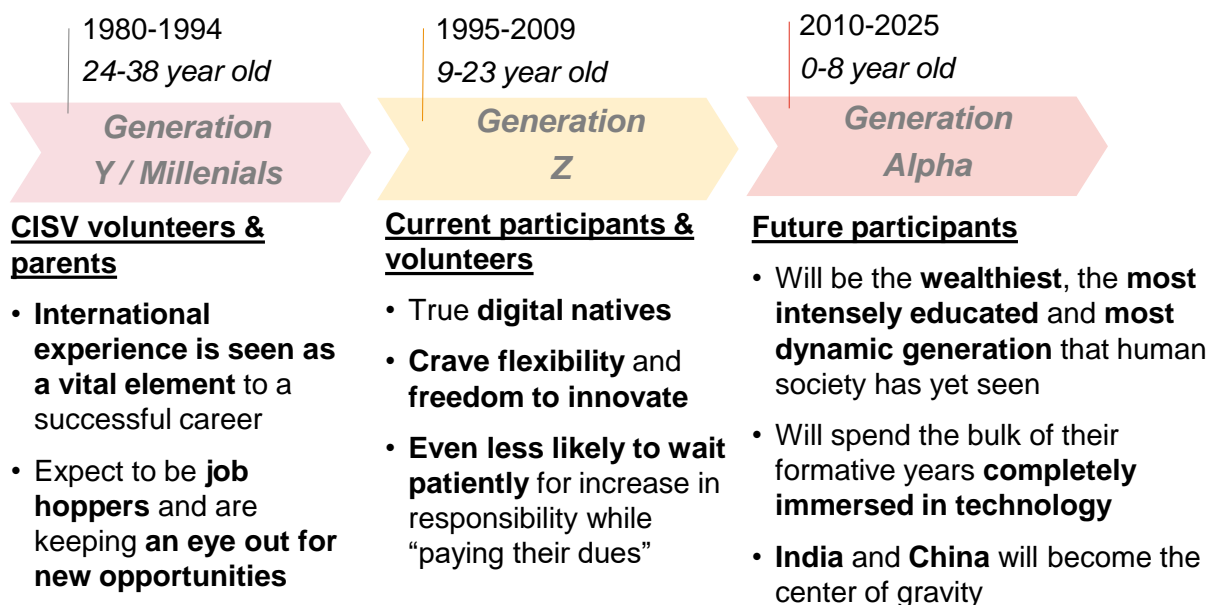 1980-1994
24-38 year old
Generation
Y / Millenials
CISV volunteers &
parents
• International
experience is seen as
a vital element to a
successful career
• Expect to be job
hoppers and are
keeping an eye out for
new opportunities
1995-2009
9-23 year old
Generation
Z
Current participants &
volunteers
• True digital natives
• Crave flexibility and
freedom to innovate
• Even less likely to wait
patiently for increase in
responsibility while
“paying their dues”
2010-2025
0-8 year old
Generation
Alpha
Future participants
• Will be the wealthiest, the most
intensely educated and most
dynamic generation that human
society has yet seen
• Will spend the bulk of their
formative years completely
immersed in technology
• India and China will become the
center of gravity